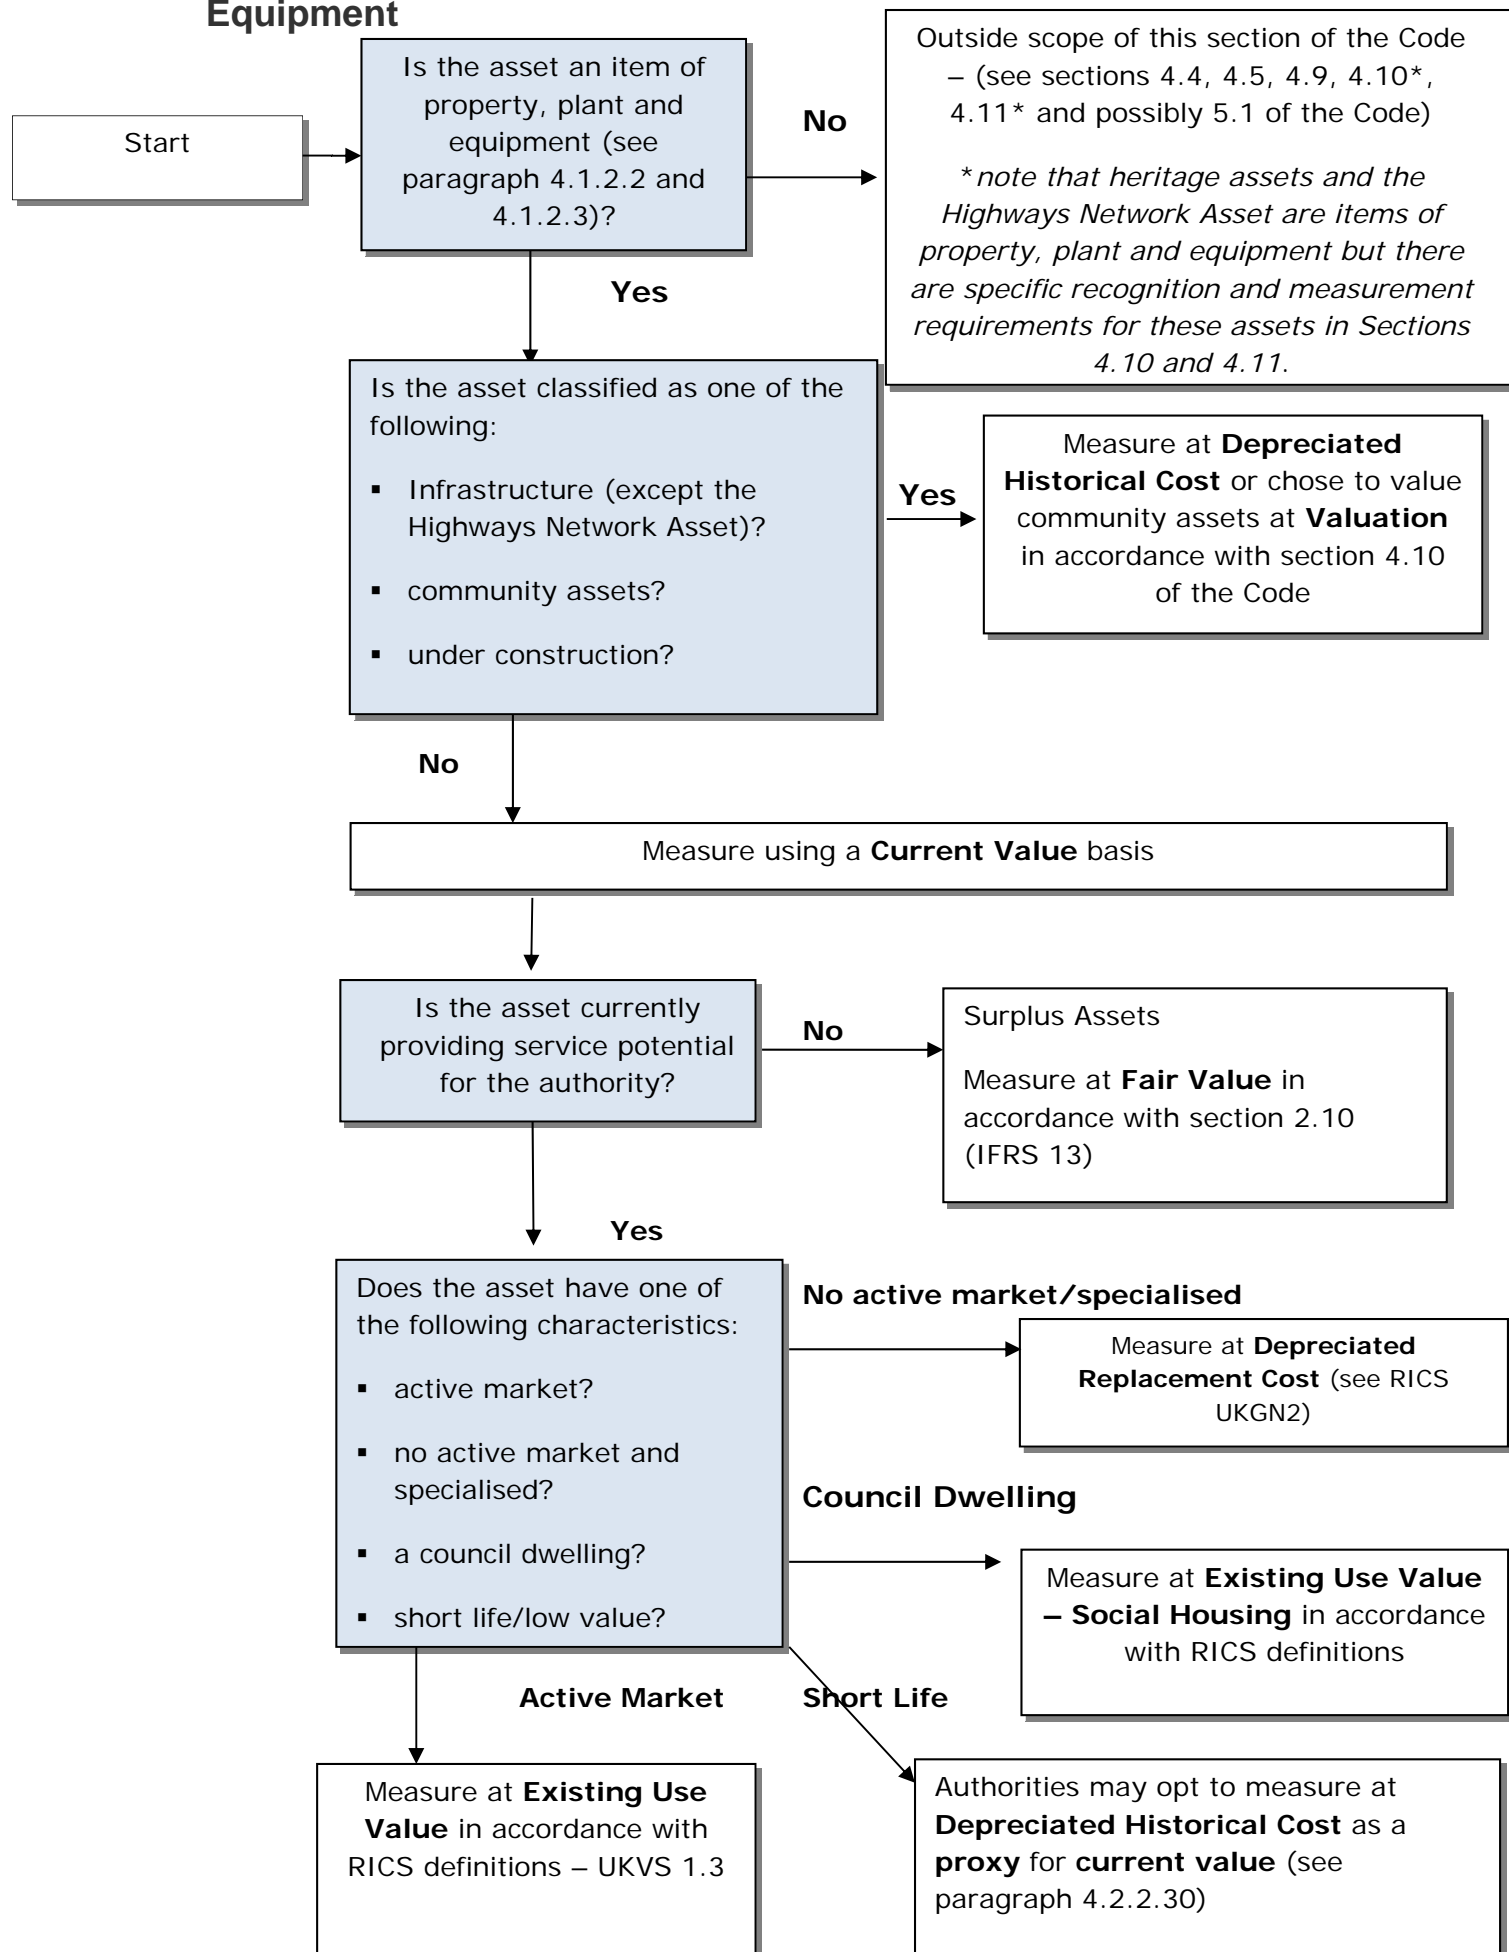 Equipment
Start
Is the asset an item of
property, plant and
equipment (see
paragraph 4.1.2.2 and
4.1.2.3)?
No
Outside scope of this section of the Code
– (see sections 4.4, 4.5, 4.9, 4.10*,
4.11* and possibly 5.1 of the Code)
*note that heritage assets and the
Highways Network Asset are items of
property, plant and equipment but there
are specific recognition and measurement
requirements for these assets in Sections
4.10 and 4.11.
Yes
Is the asset classified as one of the
following:
▪ Infrastructure (except the
Highways Network Asset)?
▪ community assets?
▪ under construction?
Yes
Measure at Depreciated
Historical Cost or chose to value
community assets at Valuation
in accordance with section 4.10
of the Code
No
Measure using a Current Value basis
Is the asset currently
providing service potential
for the authority?
No
Surplus Assets
Measure at Fair Value in
accordance with section 2.10
(IFRS 13)
Yes
Does the asset have one of
the following characteristics:
▪ active market?
▪ no active market and
specialised?
▪ a council dwelling?
▪ short life/low value?
No active market/specialised
Measure at Depreciated
Replacement Cost (see RICS
UKGN2)
Council Dwelling
Measure at Existing Use Value
– Social Housing in accordance
with RICS definitions
Active Market
Short Life
Measure at Existing Use
Value in accordance with
RICS definitions – UKVS 1.3
Authorities may opt to measure at
Depreciated Historical Cost as a
proxy for current value (see
paragraph 4.2.2.30)